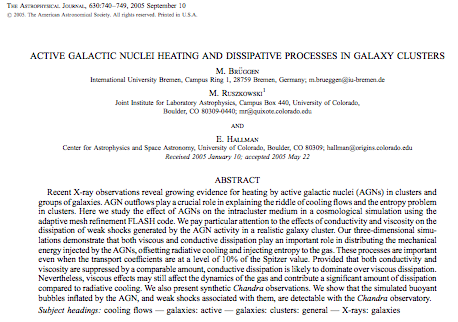 THE ASTROPHYSICAL JOURNAL, 630:740–749, 2005 September 10
© 2005. The American Astronomical Society. All rights reserved. Printed in U.S.A.
ACTIVE GALACTIC NUCLEI HEATING AND DISSIPATIVE PROCESSES IN GALAXY CLUSTERS
M. BRÜGGEN
International University Bremen, Campus Ring 1, 28759 Bremen, Germany; m.brueggen@iu-bremen.de
M. RUSZKOWSKI1
Joint Institute for Laboratory Astrophysics, Campus Box 440, University of Colorado,
Boulder, CO 80309-0440; mr@quixote.colorado.edu
AND
E. HALLMAN
Center for Astrophysics and Space Astronomy, University of Colorado, Boulder, CO 80309; hallman@origins.colorado.edu
Received 2005 January 10; accepted 2005 May 22
ABSTRACT
Recent X-ray observations reveal growing evidence for heating by active galactic nuclei (AGNs) in clusters and
groups of galaxies. AGN outflows play a crucial role in explaining the riddle of cooling flows and the entropy problem
in clusters. Here we study the effect of AGNs on the intracluster medium in a cosmological simulation using the
adaptive mesh refinement FLASH code. We pay particular attention to the effects of conductivity and viscosity on the
dissipation of weak shocks generated by the AGN activity in a realistic galaxy cluster. Our three-dimensional simu-
lations demonstrate that both viscous and conductive dissipation play an important role in distributing the mechanical
energy injected by the AGNs, offsetting radiative cooling and injecting entropy to the gas. These processes are important
even when the transport coefficients are at a level of 10% of the Spitzer value. Provided that both conductivity and
viscosity are suppressed by a comparable amount, conductive dissipation is likely to dominate over viscous dissipation.
Nevertheless, viscous effects may still affect the dynamics of the gas and contribute a significant amount of dissipation
compared to radiative cooling. We also present synthetic Chandra observations. We show that the simulated buoyant
bubbles inflated by the AGN, and weak shocks associated with them, are detectable with the Chandra observatory.
Subject headings: cooling flows — galaxies: active — galaxies: clusters: general — X-rays: galaxies